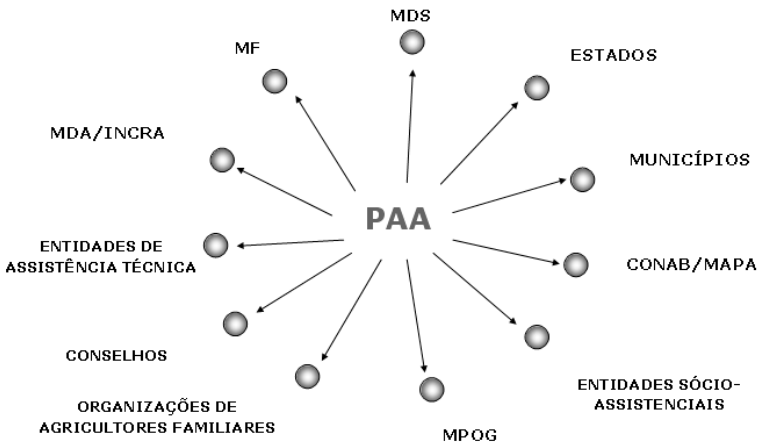 MDS
MF
ESTADOS
MDA/INCRA
MUNICÍPIOS
PAA
ENTIDADES DE
ASSISTÊNCIA TÉCNICA
CONAB/MAPA
CONSELHOS
ENTIDADES SÓCIO-
ASSISTENCIAIS
ORGANIZAÇÕES DE
AGRICULTORES FAMILIARES
MPOG